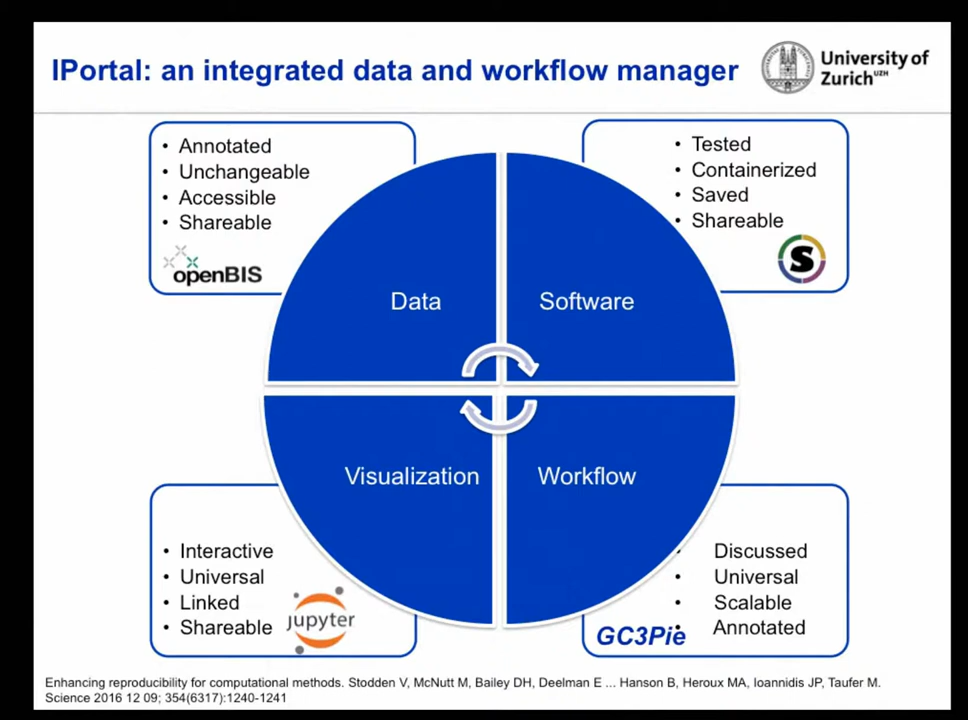 IPortal: an integrated data and workflow manager
University of
Zurich UZH
• Annotated
• Unchangeable
• Accessible
• Shareable
openBIS
• Tested
• Containerized
• Saved
• Shareable
S
Data
Software
Visualization
Workflow
• Interactive
• Universal
• Linked
• Shareable
jupyter
• Discussed
• Universal
• Scalable
• Annotated
GC3Pie
Enhancing reproducibility for computational methods. Stodden V, McNutt M, Bailey DH, Deelman E ... Hanson B, Heroux MA, Ioannidis JP, Taufer M.
Science 2016 12 09; 354(6317):1240-1241